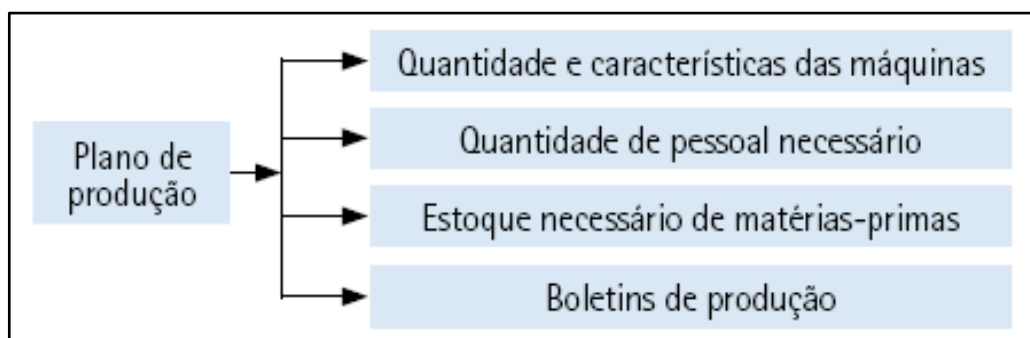 Plano de
produção
Quantidade e características das máquinas
Quantidade de pessoal necessário
Estoque necessário de matérias-primas
Boletins de produção